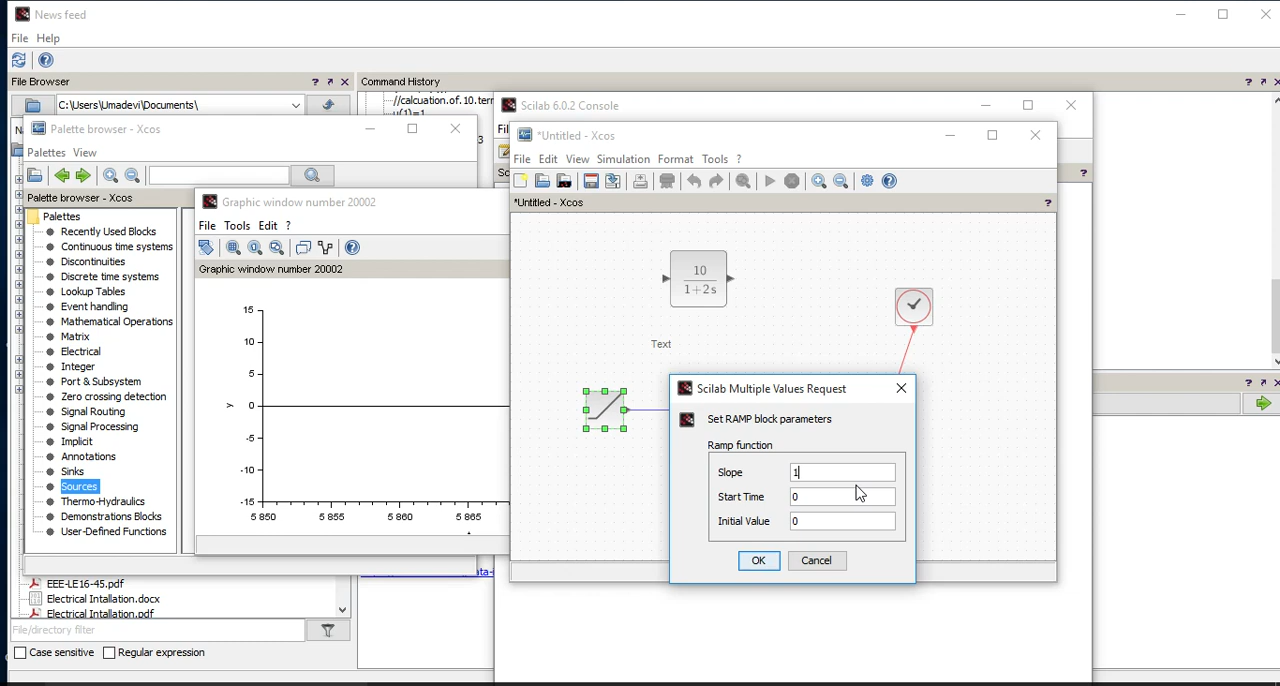 News feed
File Help
File Browser
? ↗ ×
Command History
? ↗ ×
C:\Users\Umadevi\Documents\
//calcuation.of.10.terr
u(1)=1
3
Scilab 6.0.2 Console
Palette browser - Xcos
Palettes View
Palette browser - Xcos
Palettes
Recently Used Blocks
Continuous time systems
Discontinuities
Discrete time systems
Lookup Tables
Event handling
Mathematical Operations
Matrix
Electrical
Integer
Port & Subsystem
Zero crossing detection
Signal Routing
Signal Processing
Implicit
Annotations
Sinks
Sources
Thermo-Hydraulics
Demonstrations Blocks
User-Defined Functions
Graphic window number 20002
File Tools Edit ?
Graphic window number 20002
15
10
5
0
-5
-10
-15
y
5 850 5 855 5 860 5 865
*Untitled - Xcos
File Edit View Simulation Format Tools ?
*Untitled - Xcos
?
10
1+2s
Text
Scilab Multiple Values Request
Set RAMP block parameters
Ramp function
Slope 1
Start Time 0
Initial Value 0
OK Cancel
?
? ↗ ×
EEE-LE16-45.pdf
Electrical Intallation.docx
Electrical Intallation.pdf
File/directory filter
Case sensitive Regular expression